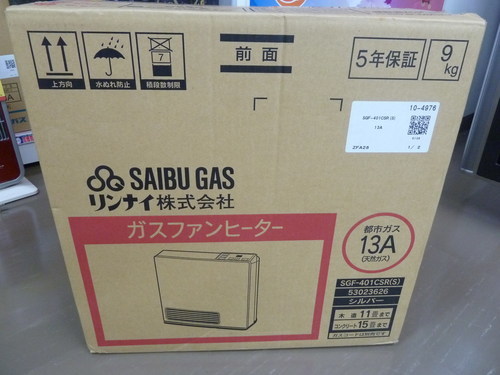 上方向
水ぬれ防止
7
積段数制限
前面
5年保証
9
kg
10-4976
SGF-401CSR(S)
13A
ZFA2S
1/
SAIBU GAS
リンナイ株式会社
ガスファンヒーター
都市ガス
13A
(天然ガス)
SGF-401CSR(S)
53023626
シルバー
木造11畳まで
コンクリート15畳まで